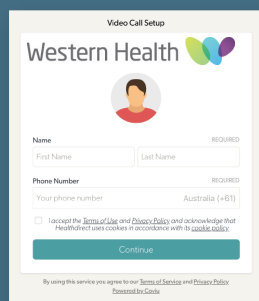 Video Call Setup
Western Health
Name REQUIRED
First Name Last Name
Phone Number REQUIRED
Your phone number Australia (+61)
I accept the Terms of Use and Privacy Policy and acknowledge that
Healthdirect uses cookies in accordance with its cookie policy
Continue
By using this service you agree to our Terms of Service and Privacy Policy
Powered by Coviu